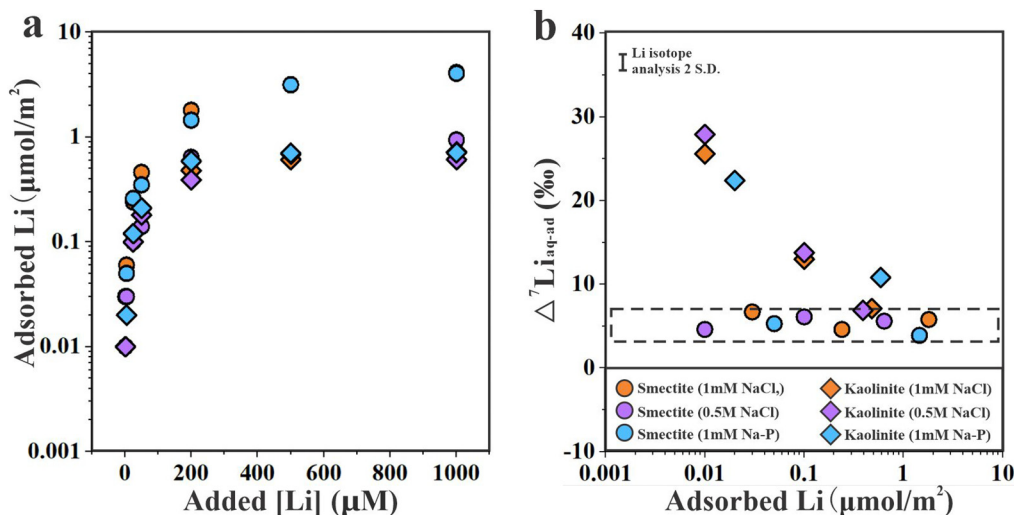 a
10
1
0.1
0.01
0.001
Adsorbed Li (μmol/m²)
0
200
400
600
800
1000
Added [Li] (μM)
b
40
30
20
10
0
-10
△⁷Liaq-ad (‰)
Li isotope
analysis 2 S.D.
Smectite (1mM NaCl,)
Smectite (0.5M NaCl)
Smectite (1mM Na-P)
Kaolinite (1mM NaCl)
Kaolinite (0.5M NaCl)
Kaolinite (1mM Na-P)
0.001
0.01
0.1
1
10
Adsorbed Li (μmol/m²)